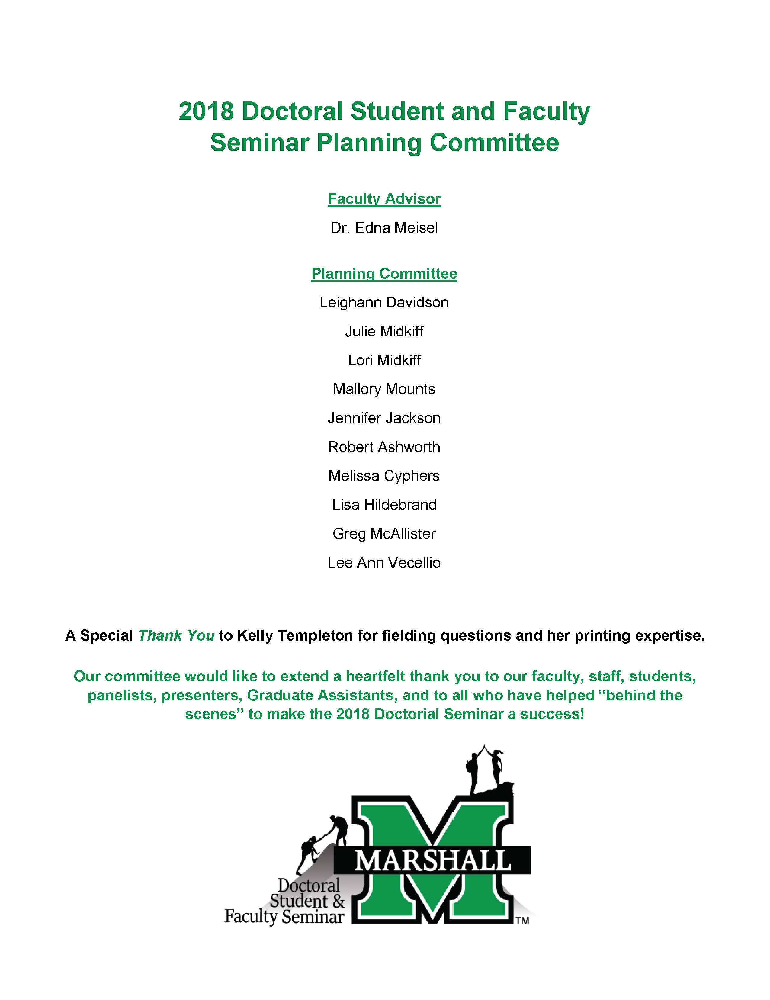 2018 Doctoral Student and Faculty
Seminar Planning Committee
Faculty Advisor
Dr. Edna Meisel
Planning Committee
Leighann Davidson
Julie Midkiff
Lori Midkiff
Mallory Mounts
Jennifer Jackson
Robert Ashworth
Melissa Cyphers
Lisa Hildebrand
Greg McAllister
Lee Ann Vecellio
A Special Thank You to Kelly Templeton for fielding questions and her printing expertise.
Our committee would like to extend a heartfelt thank you to our faculty, staff, students,
panelists, presenters, Graduate Assistants, and to all who have helped “behind the
scenes” to make the 2018 Doctorial Seminar a success!
MARSHALL
Doctoral
Student &
Faculty Seminar
TM